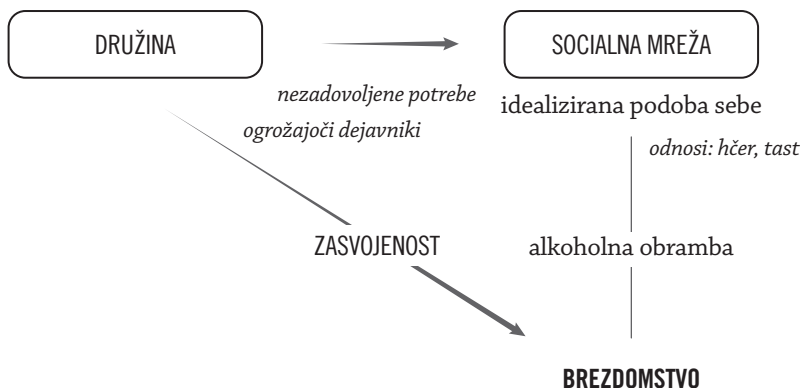 DRUŽINA
SOCIALNA MREŽA
nezadovoljene potrebe
ogrožajoči dejavniki
idealizirana podoba sebe
odnosi: hčer, tast
ZASVOJENOST
alkoholna obramba
BREZDOMSTVO